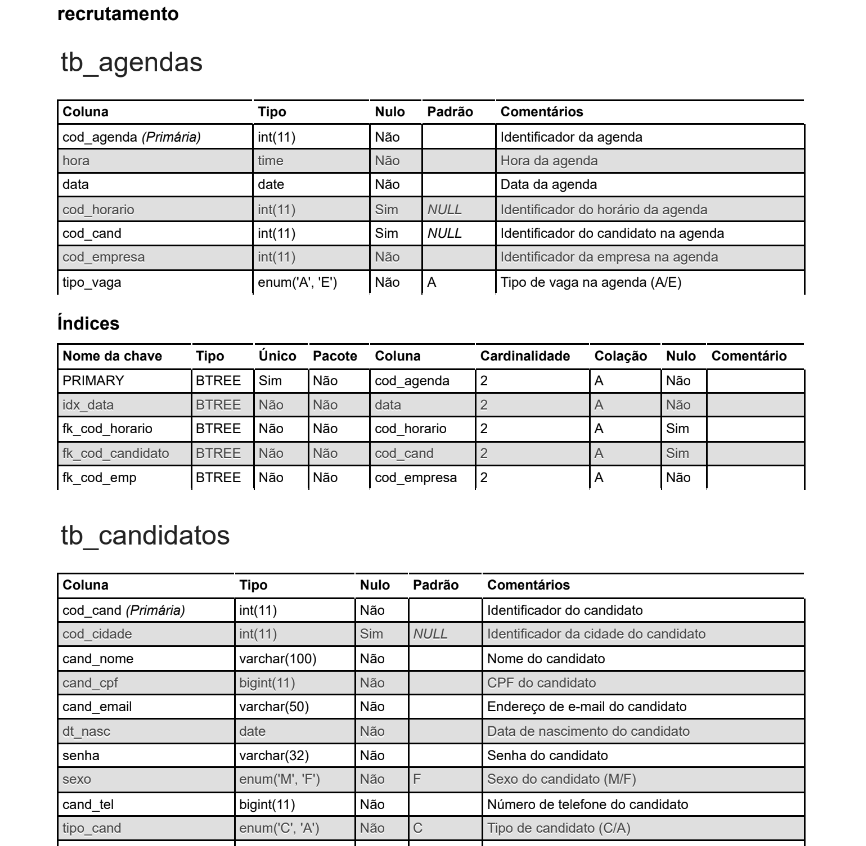 recrutamento
tb_agendas
Coluna Tipo Nulo Padrão Comentários
cod_agenda (Primária) int(11) Não Identificador da agenda
hora time Não Hora da agenda
data date Não Data da agenda
cod_horario int(11) Sim NULL Identificador do horário da agenda
cod_cand int(11) Sim NULL Identificador do candidato na agenda
cod_empresa int(11) Não Identificador da empresa na agenda
tipo_vaga enum('A', 'E') Não A Tipo de vaga na agenda (A/E)
Índices
Nome da chave Tipo Único Pacote Coluna Cardinalidade Colação Nulo Comentário
PRIMARY BTREE Sim Não cod_agenda 2 A Não
idx_data BTREE Não Não data 2 A Não
fk_cod_horario BTREE Não Não cod_horario 2 A Sim
fk_cod_candidato BTREE Não Não cod_cand 2 A Sim
fk_cod_emp BTREE Não Não cod_empresa 2 A Não
tb_candidatos
Coluna Tipo Nulo Padrão Comentários
cod_cand (Primária) int(11) Não Identificador do candidato
cod_cidade int(11) Sim NULL Identificador da cidade do candidato
cand_nome varchar(100) Não Nome do candidato
cand_cpf bigint(11) Não CPF do candidato
cand_email varchar(50) Não Endereço de e-mail do candidato
dt_nasc date Não Data de nascimento do candidato
senha varchar(32) Não Senha do candidato
sexo enum('M', 'F') Não F Sexo do candidato (M/F)
cand_tel bigint(11) Não Número de telefone do candidato
tipo_cand enum('C', 'A') Não C Tipo de candidato (C/A)